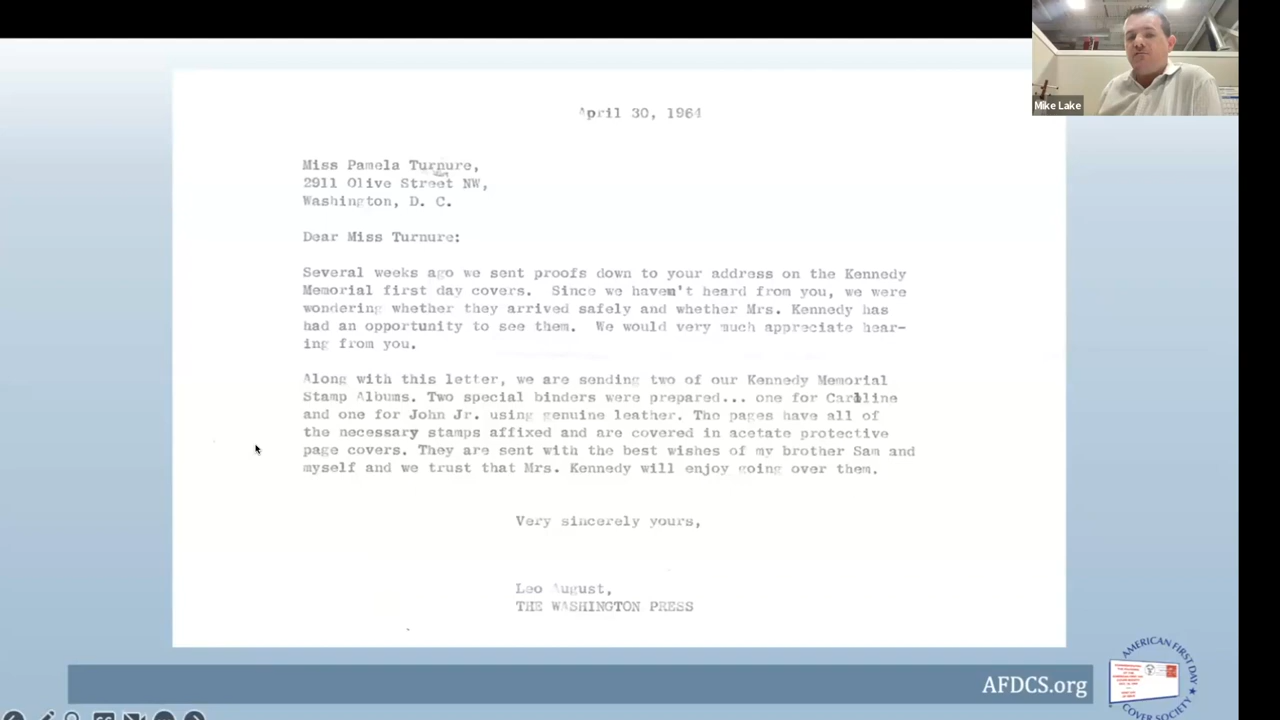 Mike Lake
April 30, 1964
Miss Pamela Turnure,
2911 Olive Street NW,
Washington, D. C.
Dear Miss Turnure:
Several weeks ago we sent proofs down to your address on the Kennedy
Memorial first day covers. Since we haven't heard from you, we were
wondering whether they arrived safely and whether Mrs. Kennedy has
had an opportunity to see them. We would very much appreciate hear-
ing from you.
Along with this letter, we are sending two of our Kennedy Memorial
Stamp Albums. Two special binders were prepared... one for Caroline
and one for John Jr. using genuine leather. The pages have all of
the necessary stamps affixed and are covered in acetate protective
page covers. They are sent with the best wishes of my brother Sam and
myself and we trust that Mrs. Kennedy will enjoy going over them.
Very sincerely yours,
Leo August,
THE WASHINGTON PRESS
AFDCS.org
AMERICAN FIRST DAY
COVER SOCIETY